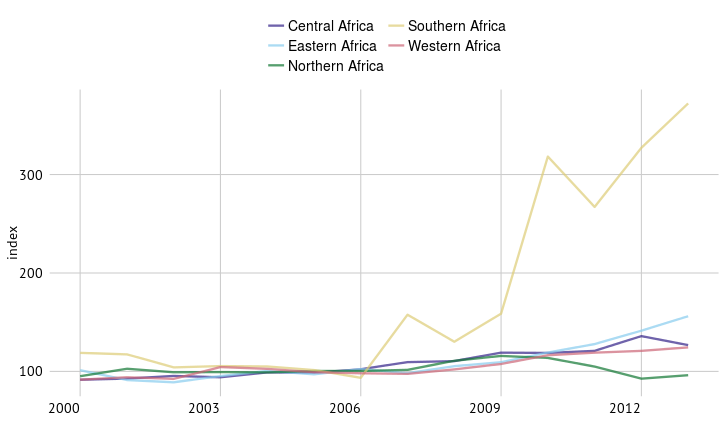 Central Africa
Southern Africa
Eastern Africa
Western Africa
Northern Africa
300
200
100
index
2000
2003
2006
2009
2012